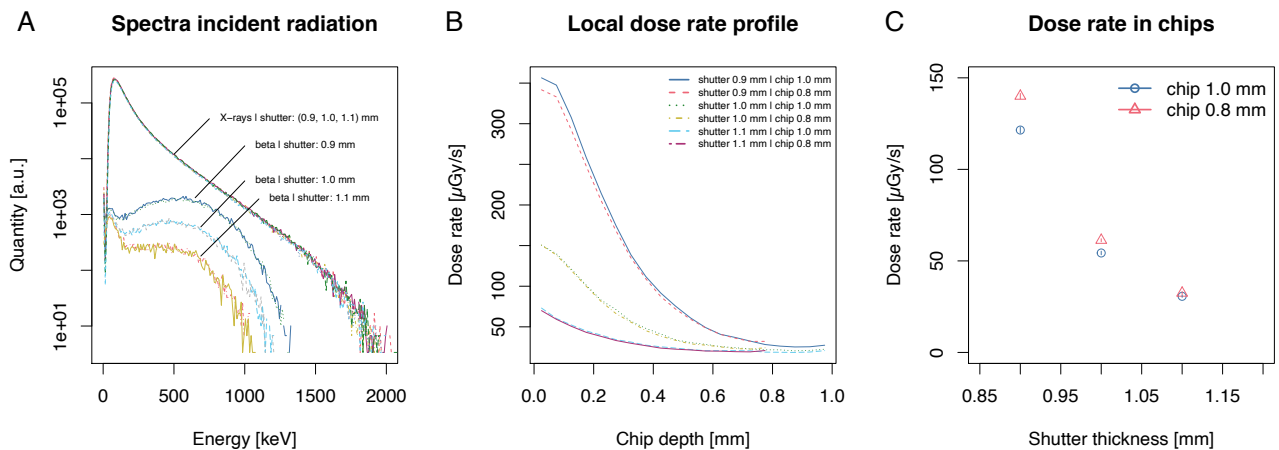 A
Spectra incident radiation
Quantity [a.u.]
1e+05
1e+03
1e+01
X−rays | shutter: (0.9, 1.0, 1.1) mm
beta | shutter: 0.9 mm
beta | shutter: 1.0 mm
beta | shutter: 1.1 mm
0 500 1000 1500 2000
Energy [keV]
B
Local dose rate profile
Dose rate [µGy/s]
300
200
100
50
shutter 0.9 mm | chip 1.0 mm
shutter 0.9 mm | chip 0.8 mm
shutter 1.0 mm | chip 1.0 mm
shutter 1.0 mm | chip 0.8 mm
shutter 1.1 mm | chip 1.0 mm
shutter 1.1 mm | chip 0.8 mm
0.0 0.2 0.4 0.6 0.8 1.0
Chip depth [mm]
C
Dose rate in chips
Dose rate [µGy/s]
150
100
50
0
chip 1.0 mm
chip 0.8 mm
0.85 0.95 1.05 1.15
Shutter thickness [mm]